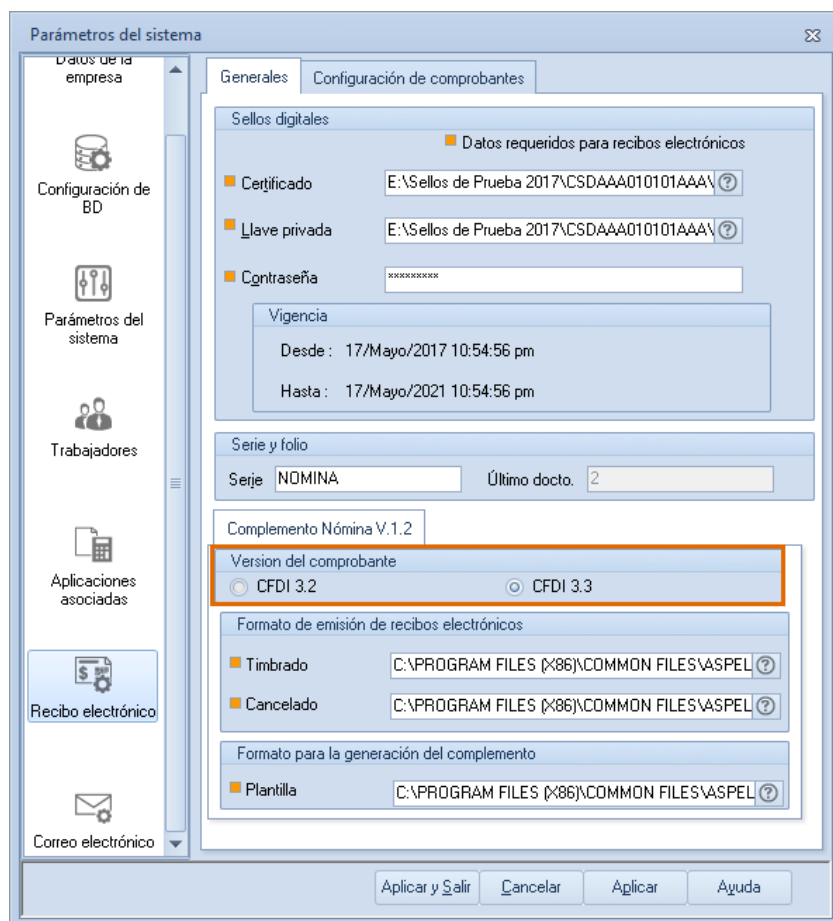 Parámetros del sistema
Datos de la
empresa
Configuración de
BD
Parámetros del
sistema
Trabajadores
Aplicaciones
asociadas
Recibo electrónico
Correo electrónico
Generales
Configuración de comprobantes
Sellos digitales
Datos requeridos para recibos electrónicos
Certificado E:\Sellos de Prueba 2017\CSDAAA010101AAA\
Llave privada E:\Sellos de Prueba 2017\CSDAAA010101AAA\
Contraseña *********
Vigencia
Desde : 17/Mayo/2017 10:54:56 pm
Hasta : 17/Mayo/2021 10:54:56 pm
Serie y folio
Serie NOMINA Último docto. 2
Complemento Nómina V.1.2
Version del comprobante
CFDI 3.2 CFDI 3.3
Formato de emisión de recibos electrónicos
Timbrado C:\PROGRAM FILES (X86)\COMMON FILES\ASPEL
Cancelado C:\PROGRAM FILES (X86)\COMMON FILES\ASPEL
Formato para la generación del complemento
Plantilla C:\PROGRAM FILES (X86)\COMMON FILES\ASPEL
Aplicar y Salir Cancelar Aplicar Ayuda